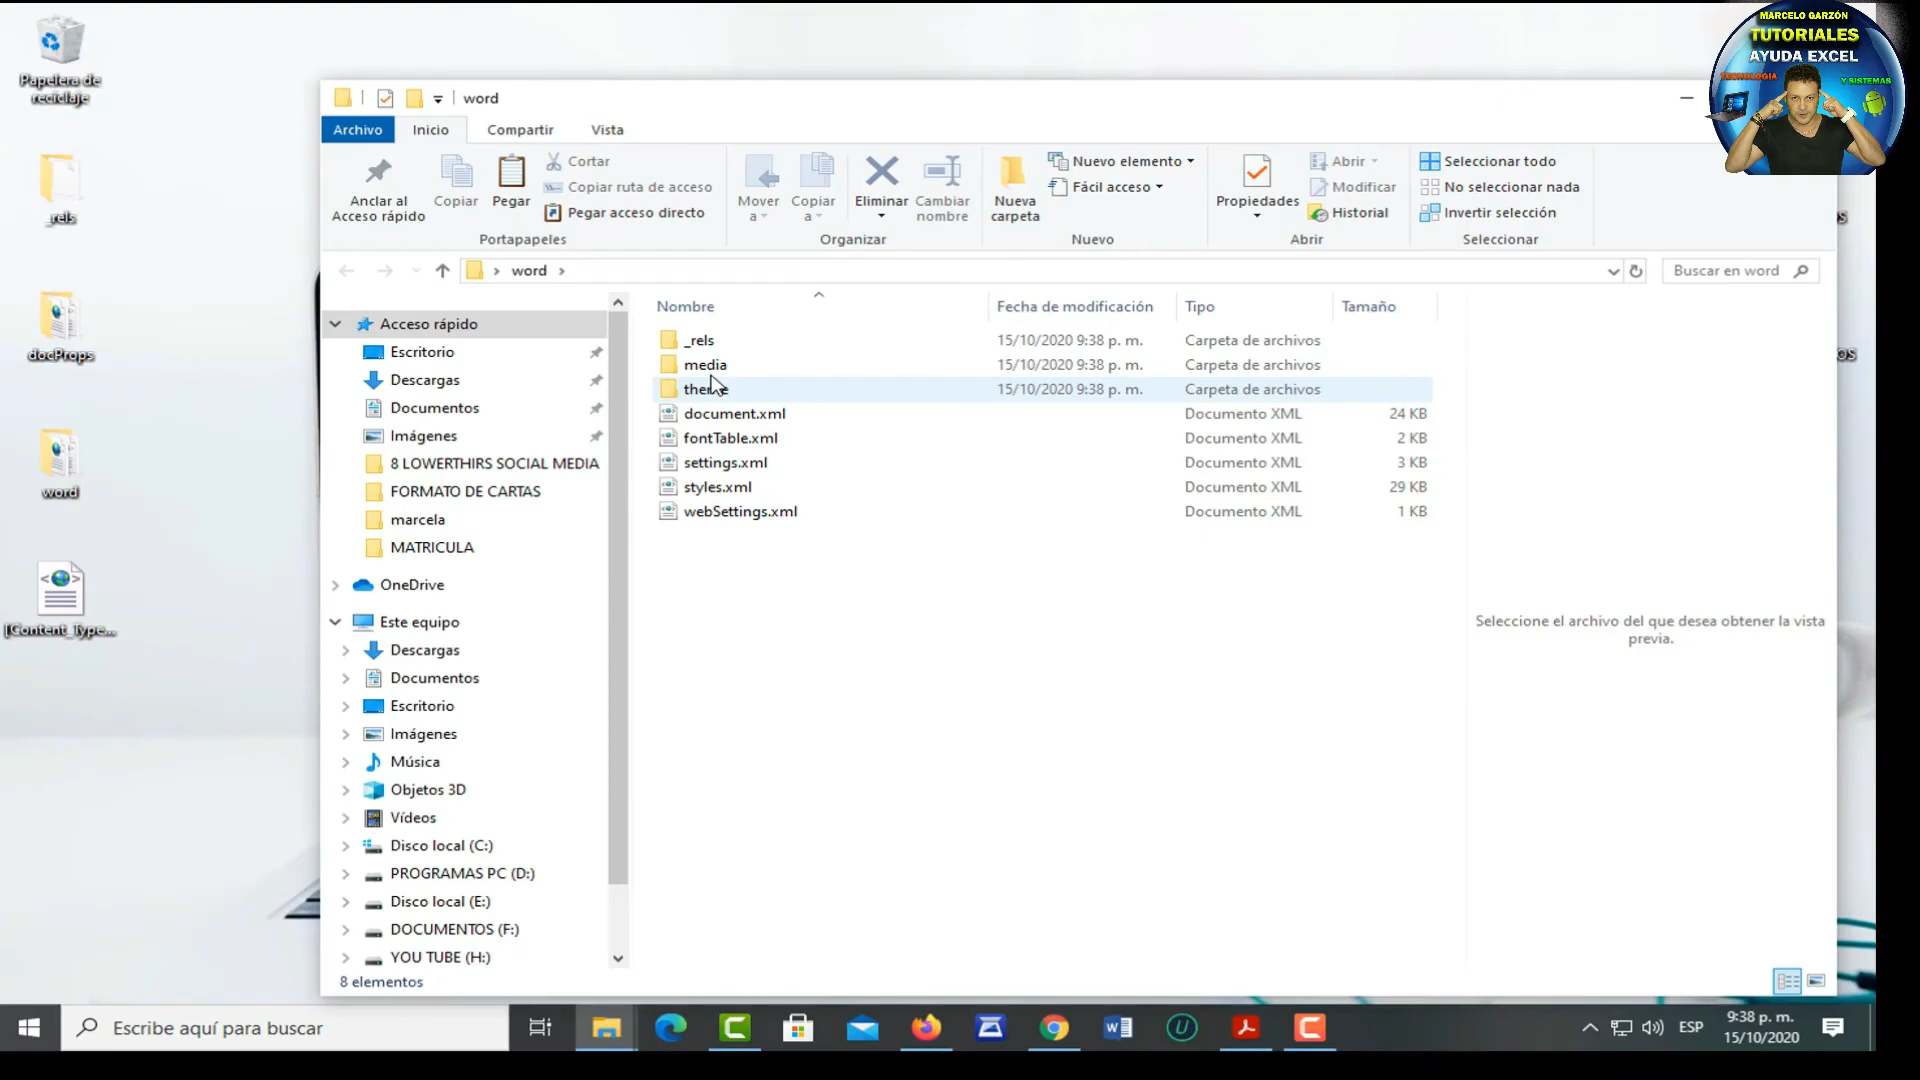 MARCELO GARZÓN
TUTORIALES
AYUDA EXCEL
TECNOLOGIA Y SISTEMAS
Papelera de
reciclaje
_rels
docProps
word
[Content_Type...
word
Archivo Inicio Compartir Vista
Anclar al
Acceso rápido
Copiar
Pegar
Cortar
Copiar ruta de acceso
Pegar acceso directo
Portapapeles
Mover
a
Copiar
a
Eliminar
Cambiar
nombre
Organizar
Nueva
carpeta
Nuevo elemento
Fácil acceso
Nuevo
Propiedades
Abrir
Modificar
Historial
Abrir
Seleccionar todo
No seleccionar nada
Invertir selección
Seleccionar
word
Buscar en word
Acceso rápido
Escritorio
Descargas
Documentos
Imágenes
8 LOWERTHIRS SOCIAL MEDIA
FORMATO DE CARTAS
marcela
MATRICULA
OneDrive
Este equipo
Descargas
Documentos
Escritorio
Imágenes
Música
Objetos 3D
Vídeos
Disco local (C:)
PROGRAMAS PC (D:)
Disco local (E:)
DOCUMENTOS (F:)
YOU TUBE (H:)
Nombre Fecha de modificación Tipo Tamaño
_rels 15/10/2020 9:38 p. m. Carpeta de archivos
media 15/10/2020 9:38 p. m. Carpeta de archivos
theme 15/10/2020 9:38 p. m. Carpeta de archivos
document.xml Documento XML 24 KB
fontTable.xml Documento XML 2 KB
settings.xml Documento XML 3 KB
styles.xml Documento XML 29 KB
webSettings.xml Documento XML 1 KB
Seleccione el archivo del que desea obtener la vista
previa.
8 elementos
Escribe aquí para buscar
ESP
9:38 p. m.
15/10/2020